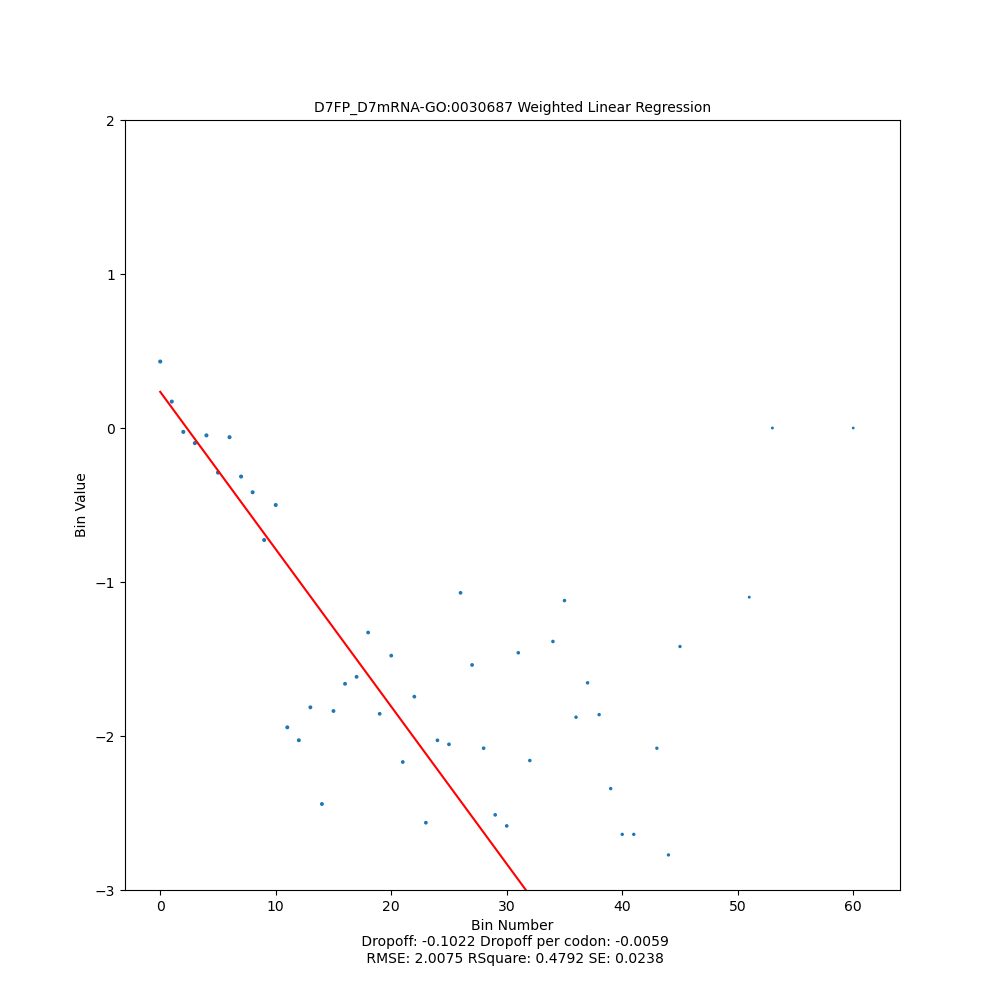 D7FP_D7mRNA-GO:0030687 Weighted Linear Regression
2
1
0
−1
−2
−3
Bin Value
0 10 20 30 40 50 60
Bin Number
Dropoff: -0.1022 Dropoff per codon: -0.0059
RMSE: 2.0075 RSquare: 0.4792 SE: 0.0238